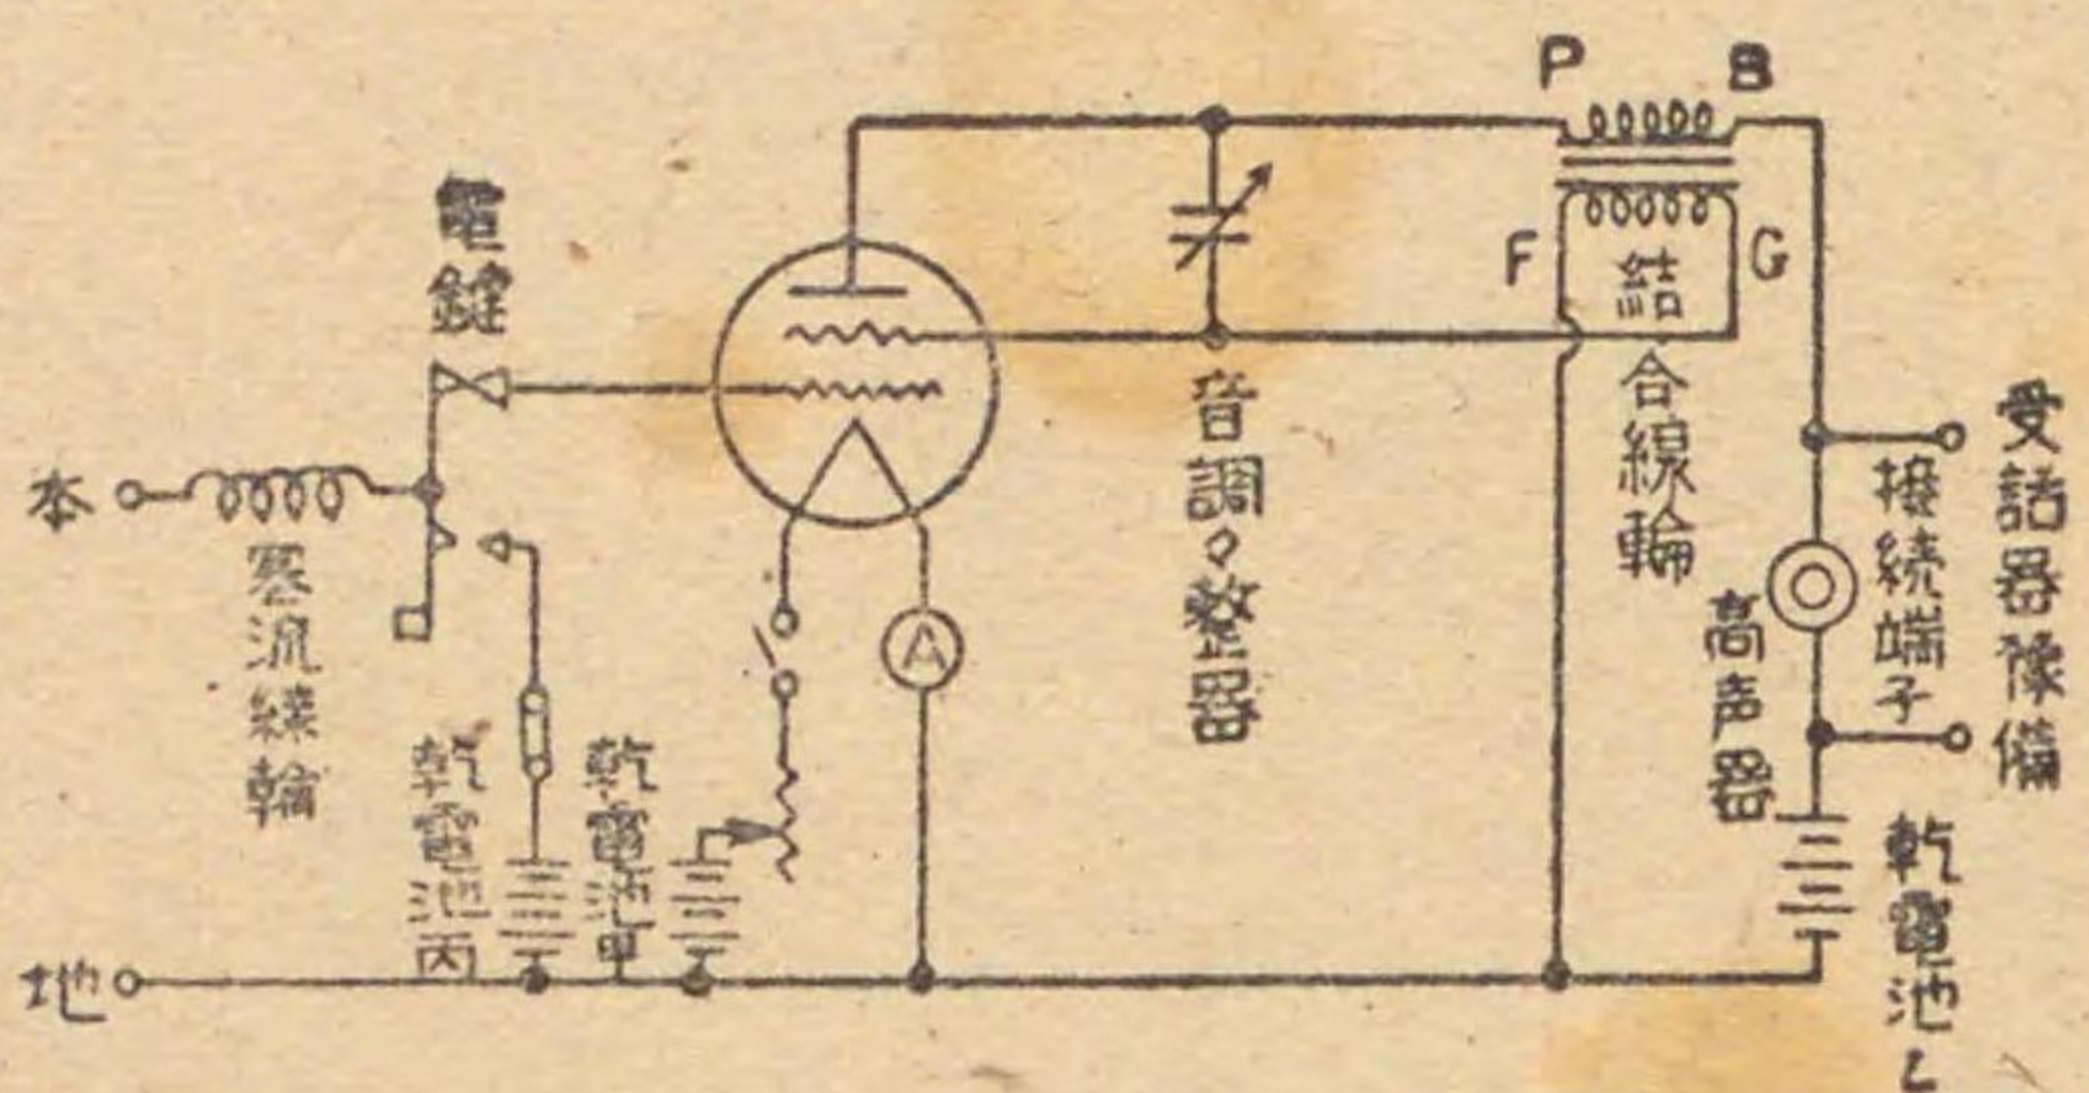 P B
F G
電鍵
本
塞流線輪
地
乾電池丙
乾電池甲
A
音調々整器
結合線輪
高声器
接続端子
受話器予備
乾電池乙